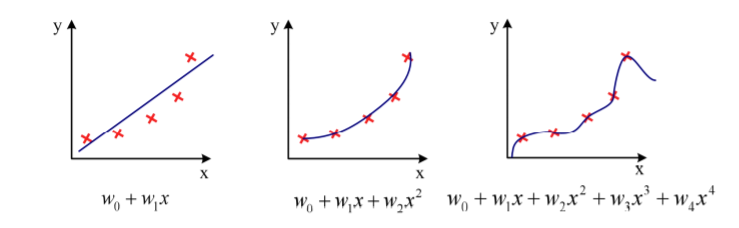 y
x
w₀ + w₁x
y
x
w₀ + w₁x + w₂x²
y
x
w₀ + w₁x + w₂x² + w₃x³ + w₄x⁴